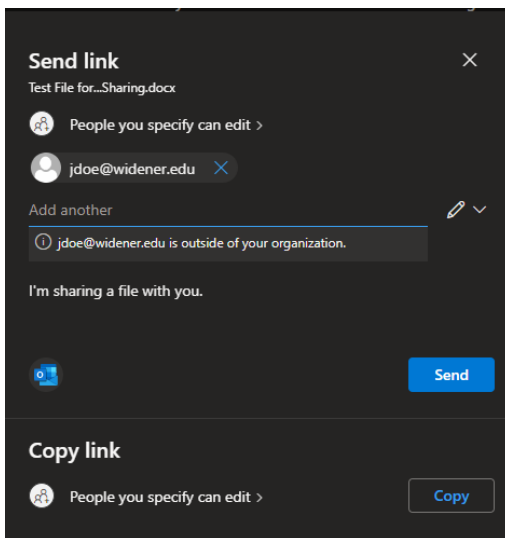 Send link
Test File for...Sharing.docx
People you specify can edit >
jdoe@widener.edu
Add another
jdoe@widener.edu is outside of your organization.
I'm sharing a file with you.
Send
Copy link
People you specify can edit >
Copy